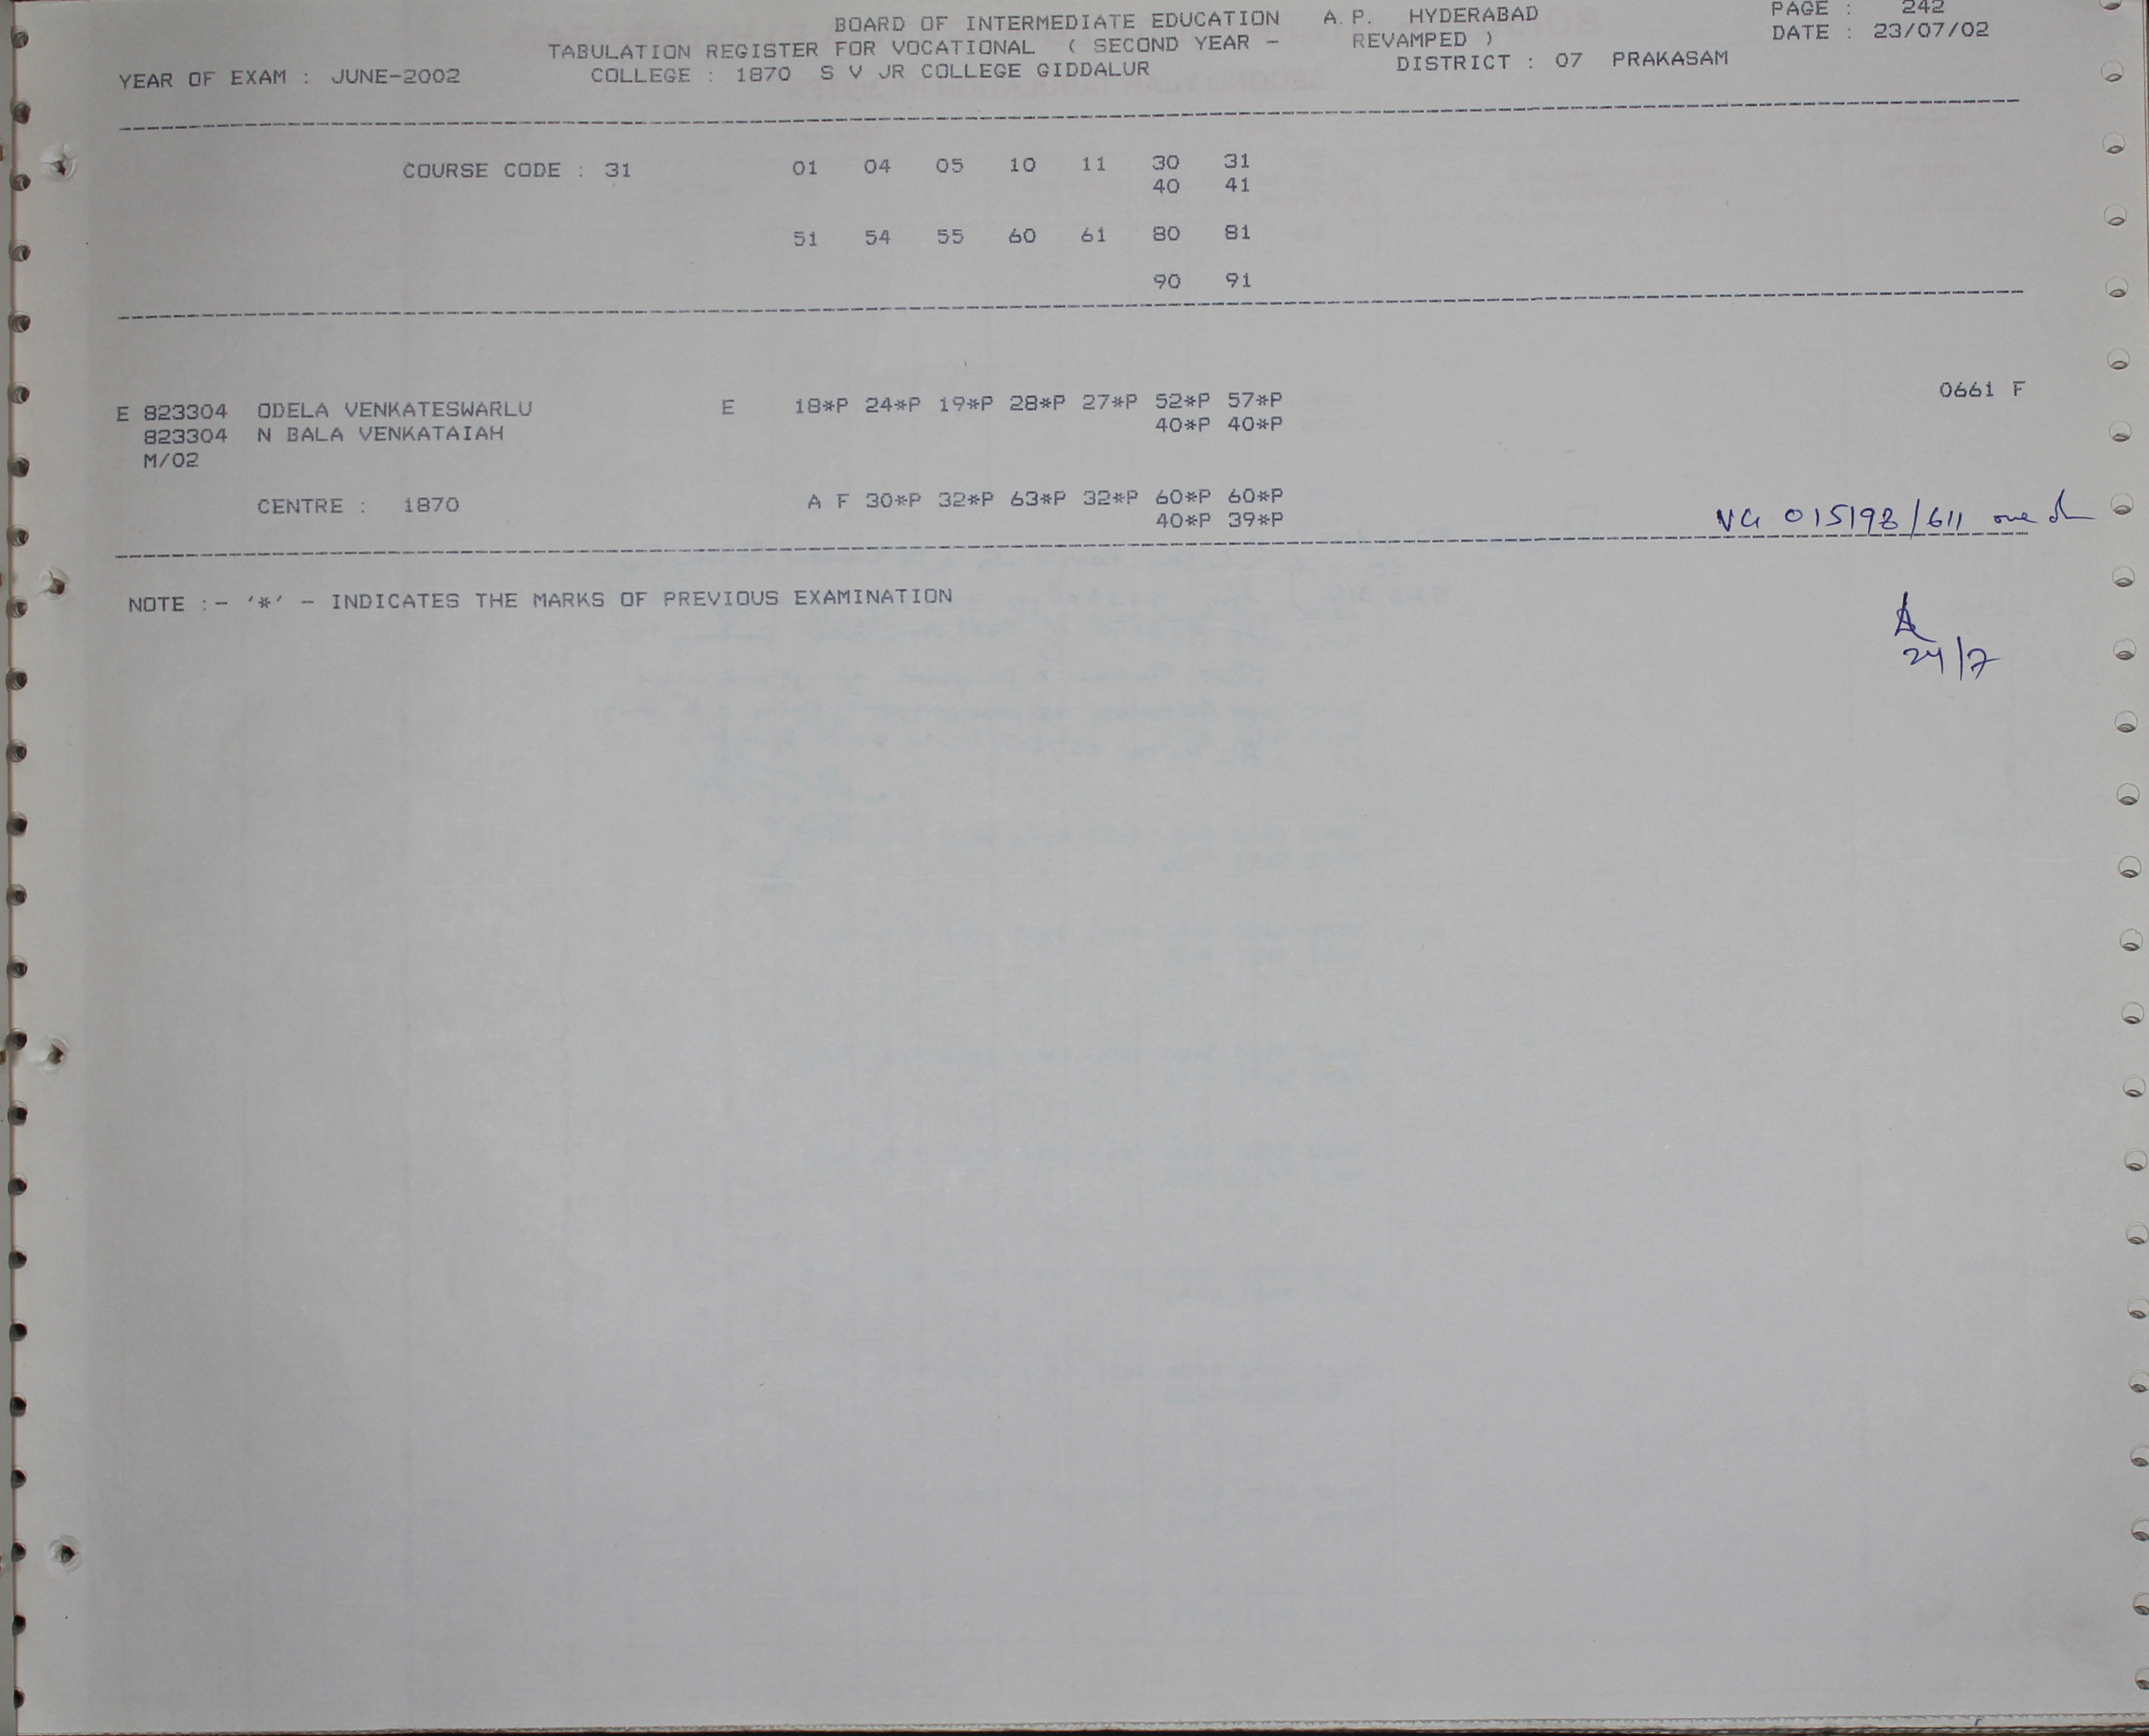 BOARD OF INTERMEDIATE EDUCATION A.P. HYDERABAD PAGE : 242
TABULATION REGISTER FOR VOCATIONAL ( SECOND YEAR - REVAMPED ) DATE : 23/07/02
YEAR OF EXAM : JUNE-2002 COLLEGE : 1870 S V JR COLLEGE GIDDALUR DISTRICT : 07 PRAKASAM
COURSE CODE : 31 01 04 05 10 11 30 31
40 41
51 54 55 60 61 80 81
90 91
E 823304 ODELA VENKATESWARLU E 18*P 24*P 19*P 28*P 27*P 52*P 57*P 0661 F
823304 N BALA VENKATAIAH 40*P 40*P
M/02
CENTRE : 1870 A F 30*P 32*P 63*P 32*P 60*P 60*P
40*P 39*P
015198/611
NOTE :- '*' - INDICATES THE MARKS OF PREVIOUS EXAMINATION
24/7